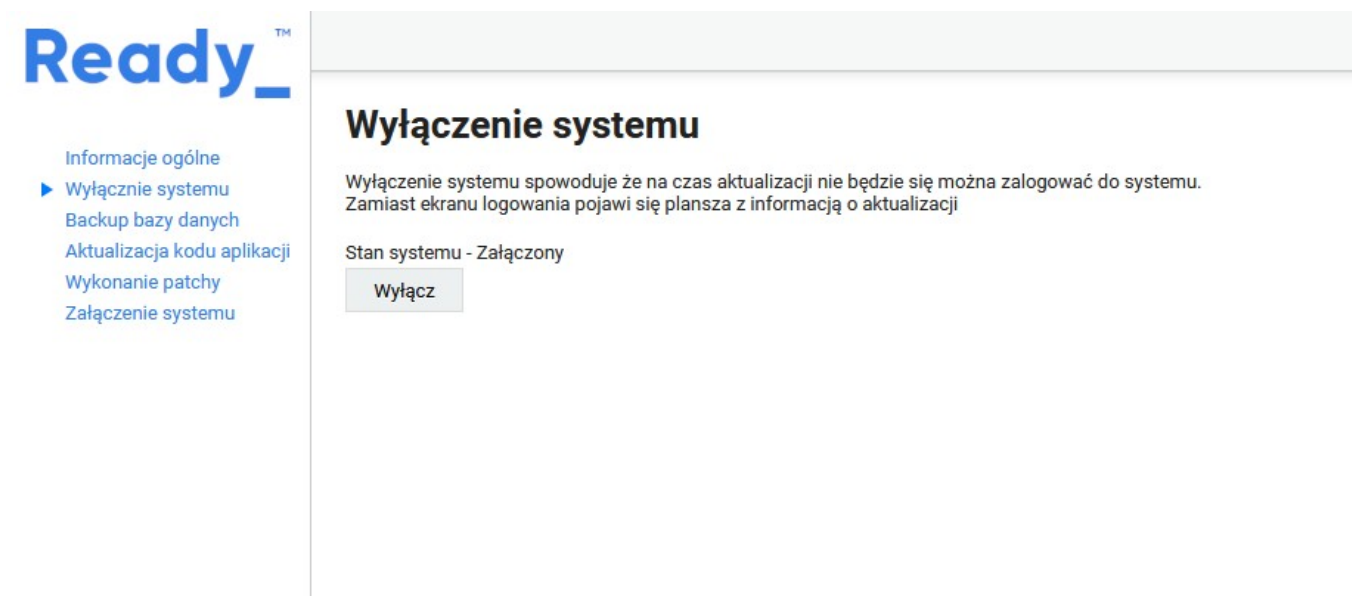 Ready_™
Informacje ogólne
Wyłącznie systemu
Backup bazy danych
Aktualizacja kodu aplikacji
Wykonanie patchy
Załączenie systemu
Wyłączenie systemu
Wyłączenie systemu spowoduje że na czas aktualizacji nie będzie się można zalogować do systemu.
Zamiast ekranu logowania pojawi się plansza z informacją o aktualizacji
Stan systemu - Załączony
Wyłącz